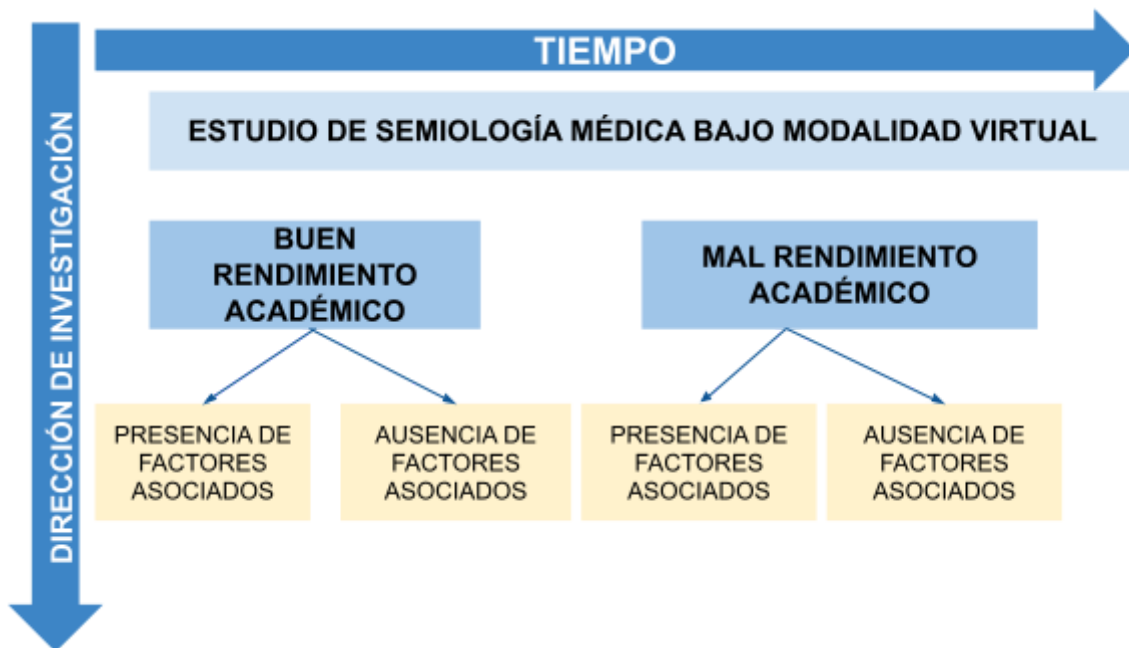 TIEMPO
DIRECCIÓN DE INVESTIGACIÓN
ESTUDIO DE SEMIOLOGÍA MÉDICA BAJO MODALIDAD VIRTUAL
BUEN
RENDIMIENTO
ACADÉMICO
MAL RENDIMIENTO
ACADÉMICO
PRESENCIA DE
FACTORES
ASOCIADOS
AUSENCIA DE
FACTORES
ASOCIADOS
PRESENCIA DE
FACTORES
ASOCIADOS
AUSENCIA DE
FACTORES
ASOCIADOS